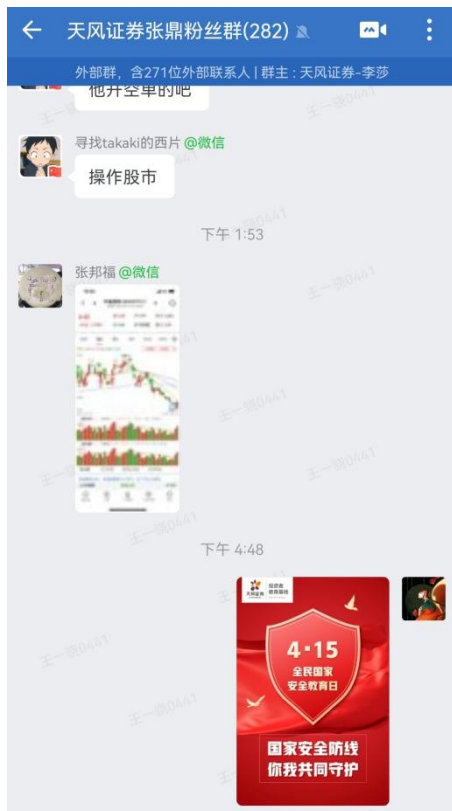 天风证券张鼎粉丝群(282)
外部群，含271位外部联系人 | 群主：天风证券-李莎
他开空单的吧
寻找takaki的西片 @微信
操作股市
下午 1:53
张邦福 @微信
下午 4:48
天风证券
投资者
教育基地
4·15
全民国家
安全教育日
国家安全防线
你我共同守护